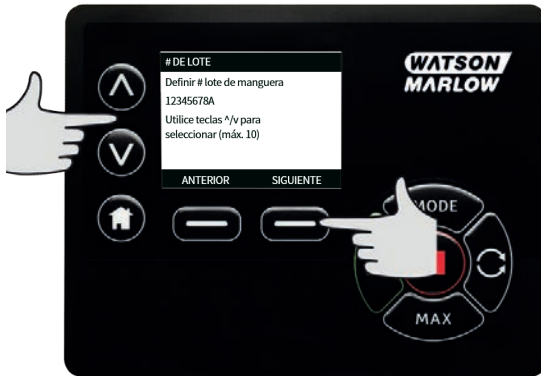 # DE LOTE
Definir # lote de manguera
12345678A
Utilice teclas ^/v para
seleccionar (máx. 10)
ANTERIOR SIGUIENTE
WATSON
MARLOW
MODE
MAX